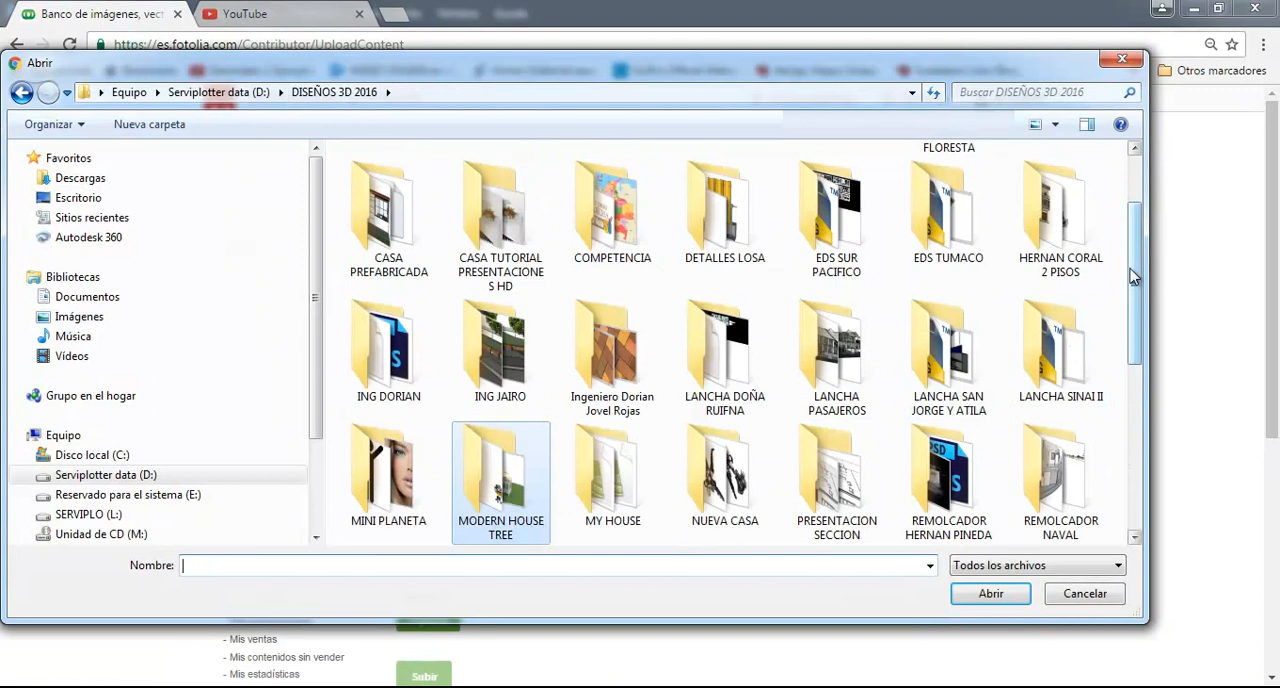 Banco de imágenes, vect
YouTube
https://es.fotolia.com/Contributor/UploadContent
Otros marcadores
Abrir
Equipo
Serviplotter data (D:)
DISEÑOS 3D 2016
Buscar DISEÑOS 3D 2016
Organizar
Nueva carpeta
Favoritos
Descargas
Escritorio
Sitios recientes
Autodesk 360
Bibliotecas
Documentos
Imágenes
Música
Vídeos
Grupo en el hogar
Equipo
Disco local (C:)
Serviplotter data (D:)
Reservado para el sistema (E:)
SERVIPLO (L:)
Unidad de CD (M:)
FLORESTA
CASA
PREFABRICADA
CASA TUTORIAL
PRESENTACIONE
S HD
COMPETENCIA
DETALLES LOSA
EDS SUR
PACIFICO
EDS TUMACO
HERNAN CORAL
2 PISOS
ING DORIAN
ING JAIRO
Ingeniero Dorian
Jovel Rojas
LANCHA DOÑA
RUIFNA
LANCHA
PASAJEROS
LANCHA SAN
JORGE Y ATILA
LANCHA SINAI II
MINI PLANETA
MODERN HOUSE
TREE
MY HOUSE
NUEVA CASA
PRESENTACION
SECCION
REMOLCADOR
HERNAN PINEDA
REMOLCADOR
NAVAL
Nombre:
Todos los archivos
Abrir
Cancelar
- Mis ventas
- Mis contenidos sin vender
- Mis estadísticas
Subir